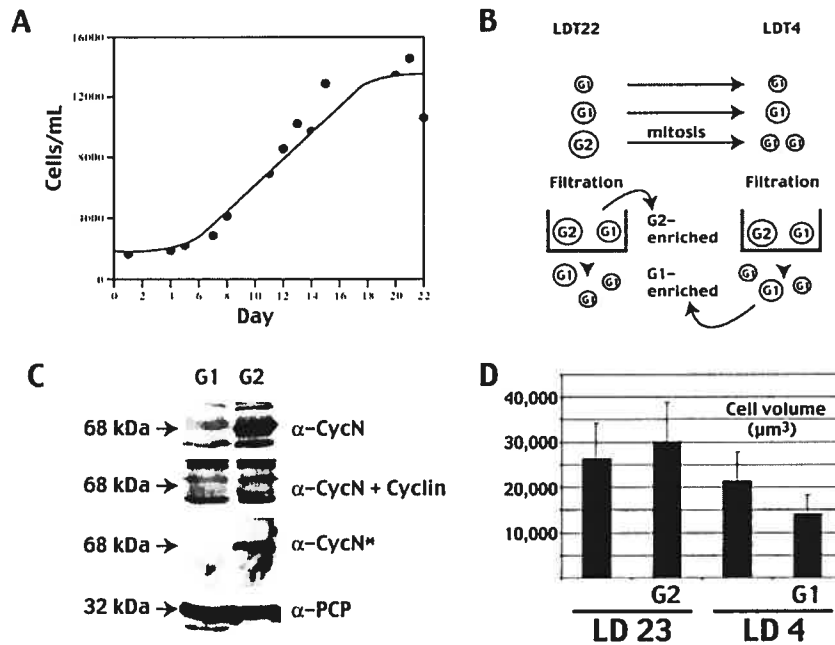 A
16000
12000
8000
4000
0
Cells/mL
0 2 4 6 8 10 12 14 16 18 20 22
Day
B
LDT22 LDT4
G1 G1
G1 G1
G2 mitosis G1 G1
Filtration Filtration
G2 G1 G2-enriched G2 G1
G1 G1 G1 G1-enriched G1 G1 G1
C
G1 G2
68 kDa α-CycN
68 kDa α-CycN + Cyclin
68 kDa α-CycN*
32 kDa α-PCP
D
40,000
30,000
20,000
10,000
Cell volume
(μm³)
G2 G1
LD 23 LD 4